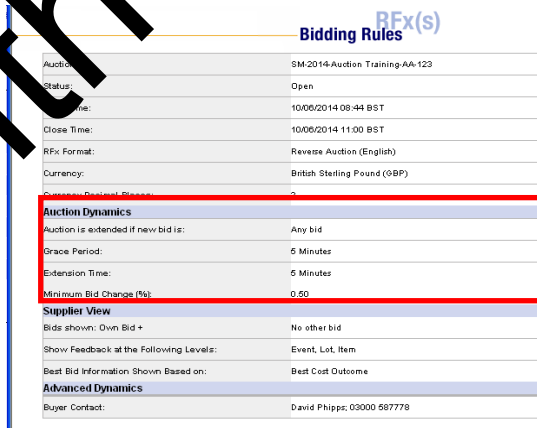 RFx(s)
Bidding Rules
SM-2014-Auction Training-AA-123
Status: Open
10/06/2014 08:44 BST
Close Time: 10/06/2014 11:00 BST
RFx Format: Reverse Auction (English)
Currency: British Sterling Pound (GBP)
Currency Decimal Places: 2
Auction Dynamics
Auction is extended if new bid is: Any bid
Grace Period: 5 Minutes
Extension Time: 5 Minutes
Minimum Bid Change (%): 0.50
Supplier View
Bids shown: Own Bid + No other bid
Show Feedback at the Following Levels: Event, Lot, Item
Best Bid Information Shown Based on: Best Cost Outcome
Advanced Dynamics
Buyer Contact: David Phipps; 03000 587778